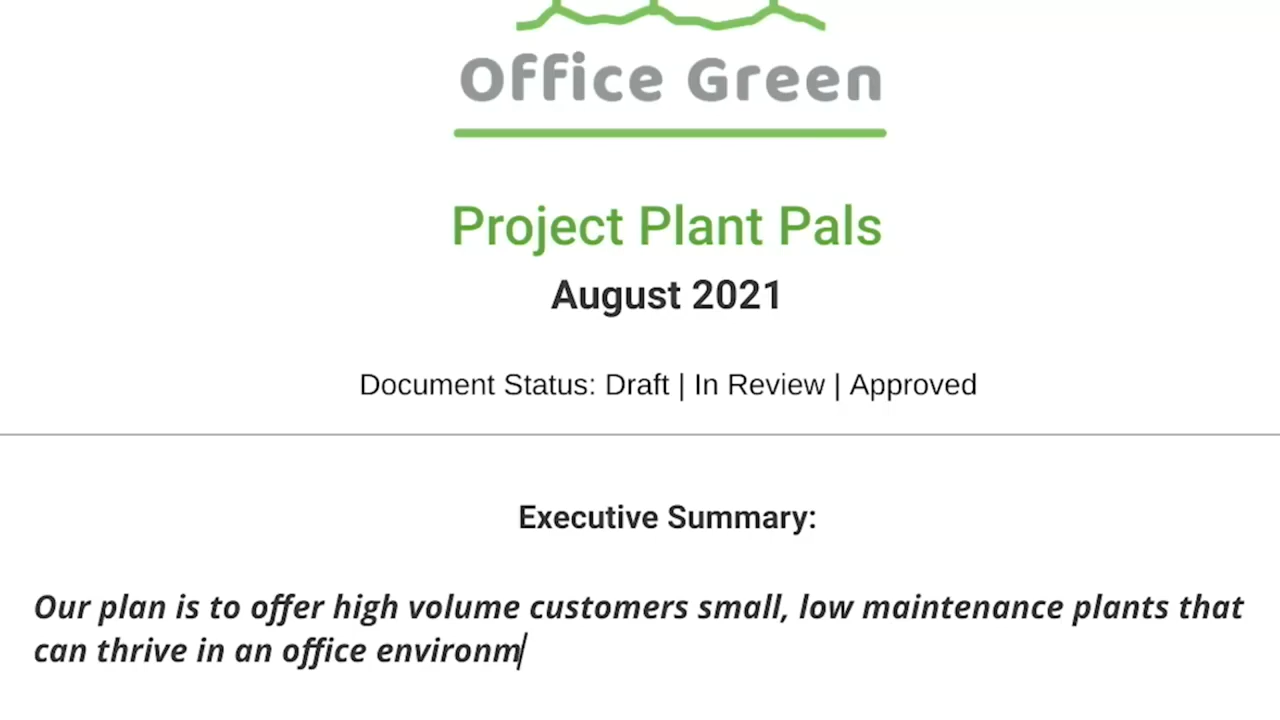 Office Green
Project Plant Pals
August 2021
Document Status: Draft | In Review | Approved
Executive Summary:
Our plan is to offer high volume customers small, low maintenance plants that
can thrive in an office environm